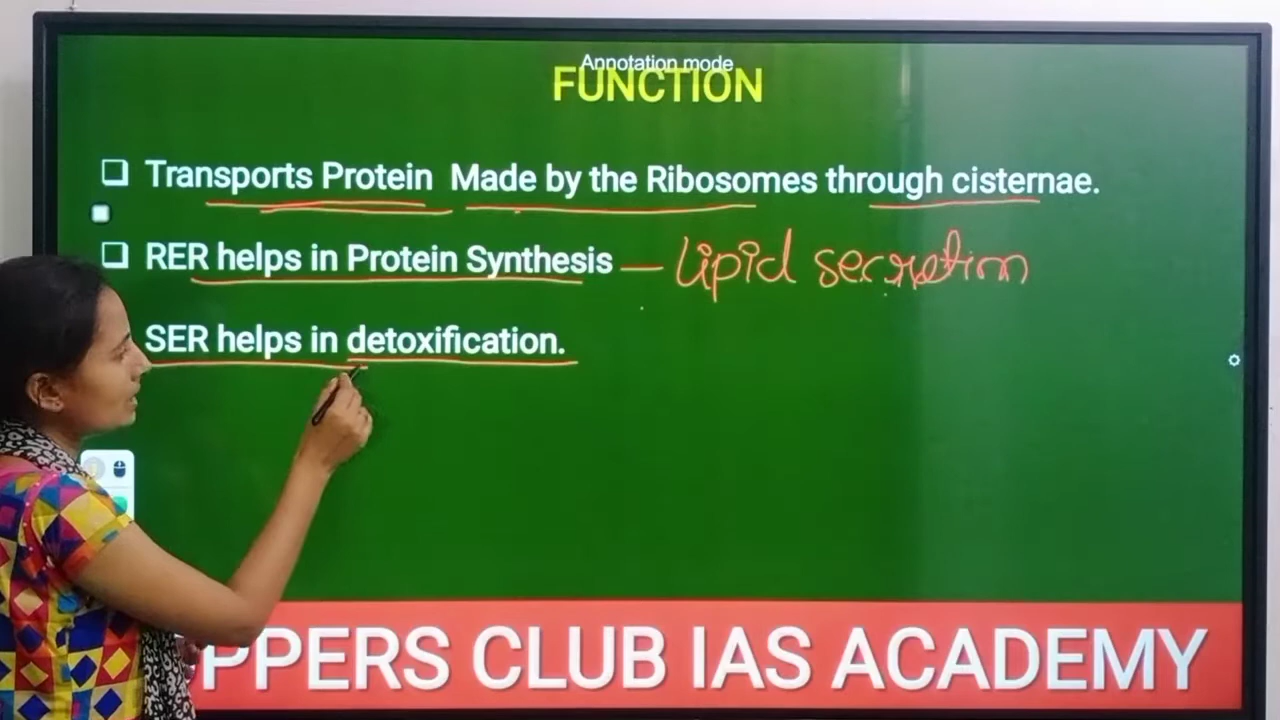 Annotation mode
FUNCTION
Transports Protein Made by the Ribosomes through cisternae.
RER helps in Protein Synthesis — Lipid secretion
SER helps in detoxification.
PPERS CLUB IAS ACADEMY